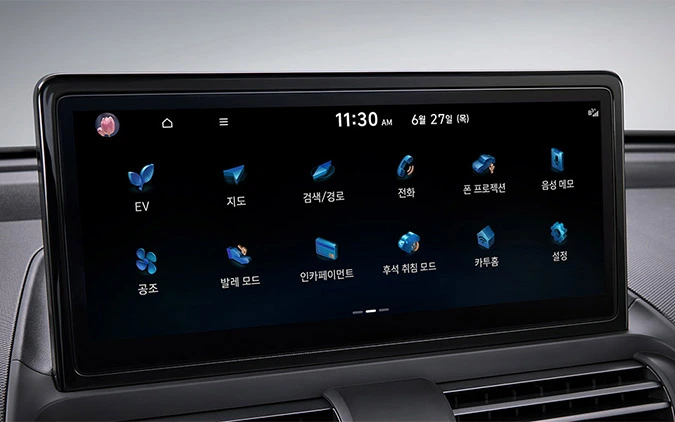 11:30 AM 6월 27일 (목)
EV 지도 검색/경로 전화 폰 프로젝션 음성 메모
공조 발레 모드 인카페이먼트 후석 취침 모드 카투홈 설정